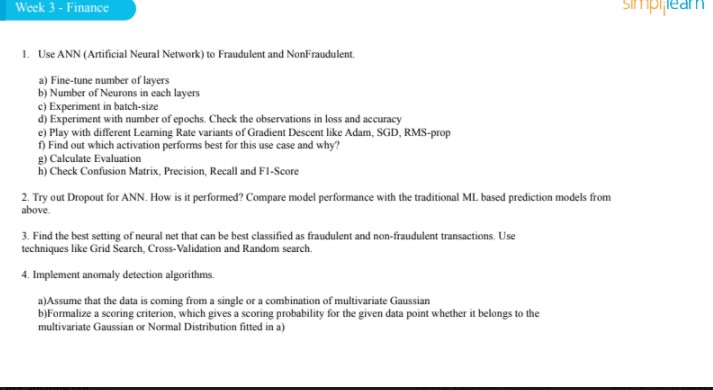 Week 3 - Finance
simplilearn
1. Use ANN (Artificial Neural Network) to Fraudulent and NonFraudulent.
a) Fine-tune number of layers
b) Number of Neurons in each layers
c) Experiment in batch-size
d) Experiment with number of epochs. Check the observations in loss and accuracy
e) Play with different Learning Rate variants of Gradient Descent like Adam, SGD, RMS-prop
f) Find out which activation performs best for this use case and why?
g) Calculate Evaluation
h) Check Confusion Matrix, Precision, Recall and F1-Score
2. Try out Dropout for ANN. How is it performed? Compare model performance with the traditional ML based prediction models from
above.
3. Find the best setting of neural net that can be best classified as fraudulent and non-fraudulent transactions. Use
techniques like Grid Search, Cross-Validation and Random search.
4. Implement anomaly detection algorithms.
a)Assume that the data is coming from a single or a combination of multivariate Gaussian
b)Formalize a scoring criterion, which gives a scoring probability for the given data point whether it belongs to the
multivariate Gaussian or Normal Distribution fitted in a)